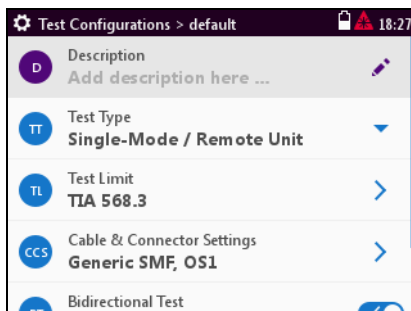 Test Configurations > default 18:27
D
Description
Add description here ...
TT
Test Type
Single-Mode / Remote Unit
TL
Test Limit
TIA 568.3
CCS
Cable & Connector Settings
Generic SMF, OS1
Bidirectional Test